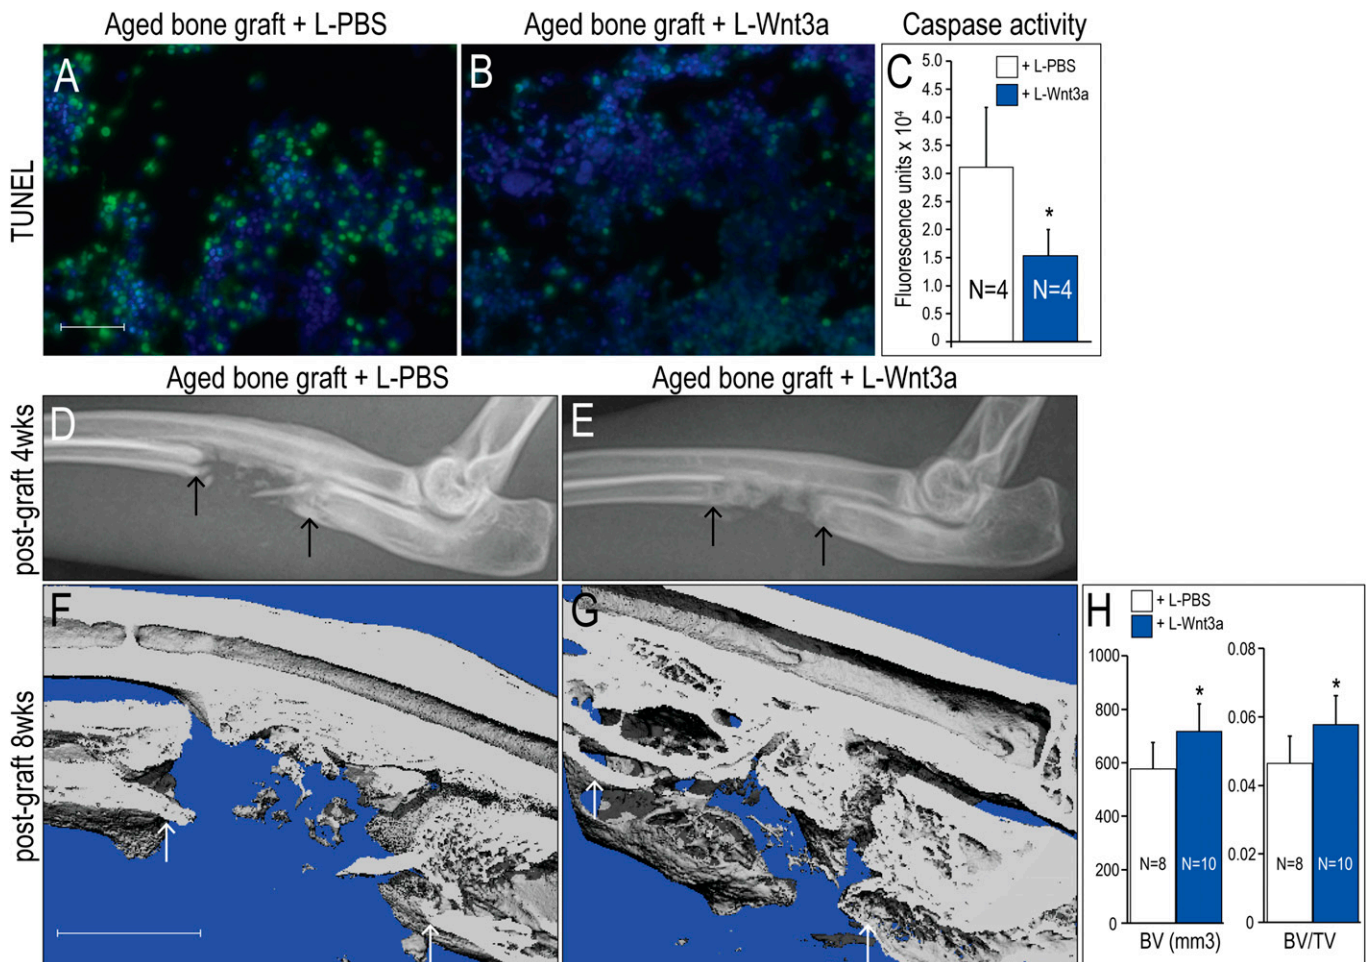 Aged bone graft + L-PBS
Aged bone graft + L-Wnt3a
Caspase activity
TUNEL
A
B
C
+ L-PBS
+ L-Wnt3a
Fluorescence units x 10⁴
5.0
4.5
4.0
3.5
3.0
2.5
2.0
1.5
1.0
0.5
0
*
N=4
N=4
Aged bone graft + L-PBS
Aged bone graft + L-Wnt3a
post-graft 4wks
D
E
post-graft 8wks
F
G
H
+ L-PBS
+ L-Wnt3a
1000
800
600
400
200
0
*
N=8
N=10
BV (mm3)
0.08
0.06
0.04
0.02
0
*
N=8
N=10
BV/TV